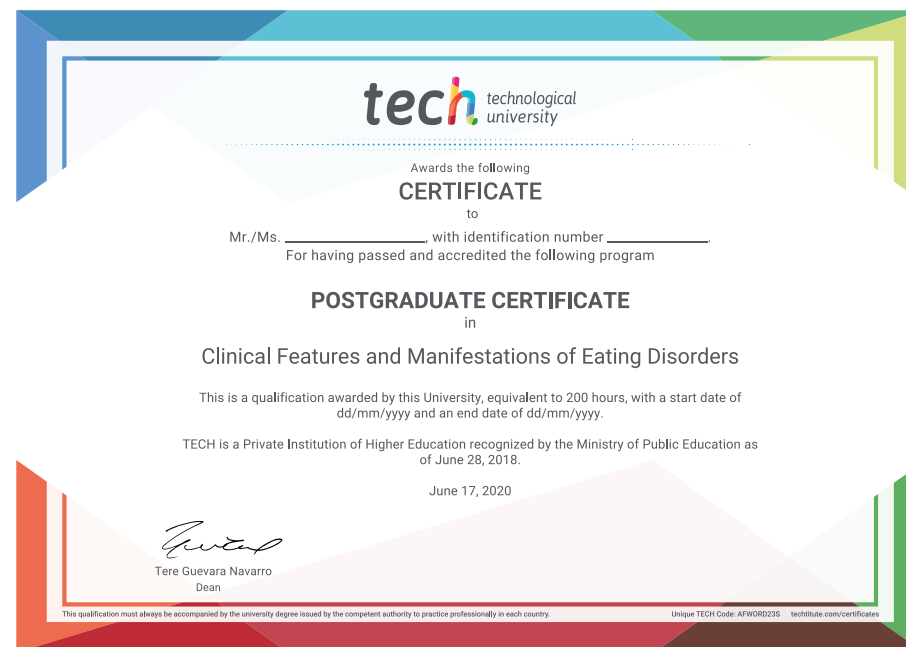 tech technological
university
Awards the following
CERTIFICATE
to
Mr./Ms. ____________________, with identification number ______________.
For having passed and accredited the following program
POSTGRADUATE CERTIFICATE
in
Clinical Features and Manifestations of Eating Disorders
This is a qualification awarded by this University, equivalent to 200 hours, with a start date of
dd/mm/yyyy and an end date of dd/mm/yyyy.
TECH is a Private Institution of Higher Education recognized by the Ministry of Public Education as
of June 28, 2018.
June 17, 2020
Tere Guevara Navarro
Dean
This qualification must always be accompanied by the university degree issued by the competent authority to practice professionally in each country. Unique TECH Code: AFWORD23S techtitute.com/certificates